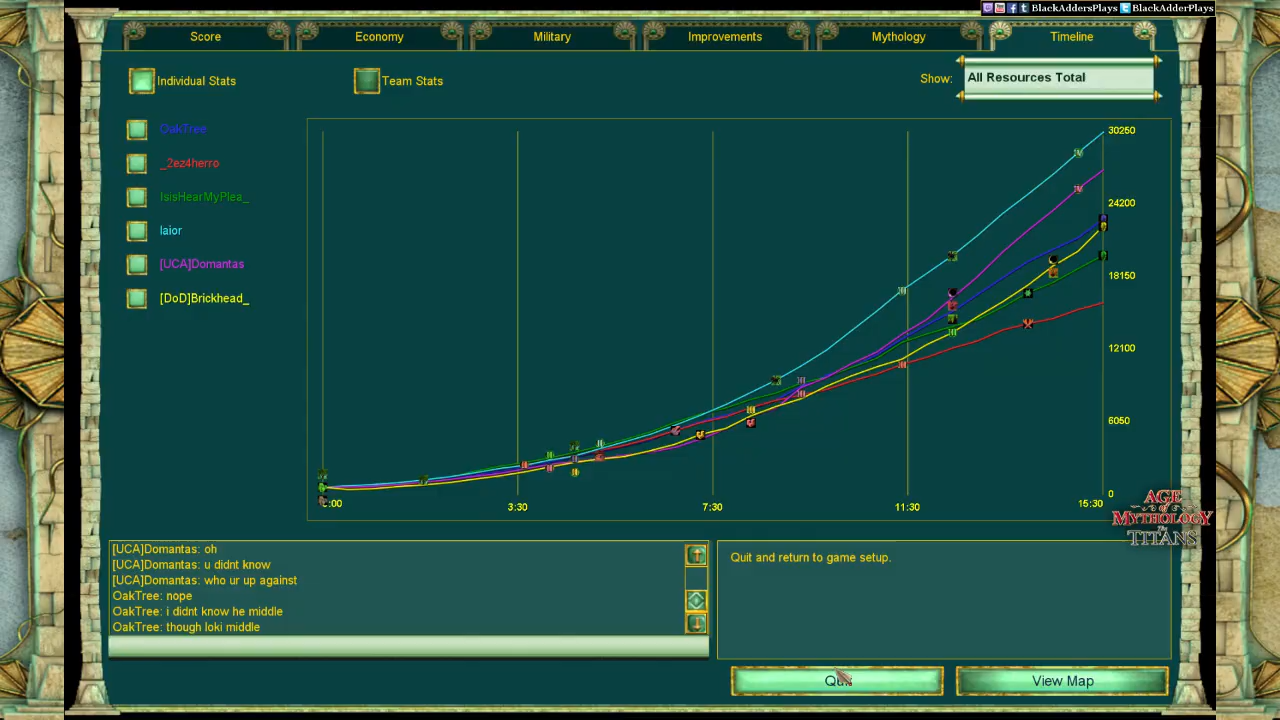 BlackAddersPlays BlackAdderPlays
Score Economy Military Improvements Mythology Timeline
Individual Stats Team Stats Show: All Resources Total
OakTree
_2ez4herro
IsisHearMyPlea_
[UCA]Domantas
[DoD]Brickhead_
30250
24200
18150
12100
6050
0
:00 3:30 7:30 11:30 15:30
AGE of MYTHOLOGY
The TITANS
[UCA]Domantas: oh
[UCA]Domantas: u didnt know
[UCA]Domantas: who ur up against
OakTree: nope
OakTree: i didnt know he middle
OakTree: though loki middle
Quit and return to game setup.
View Map